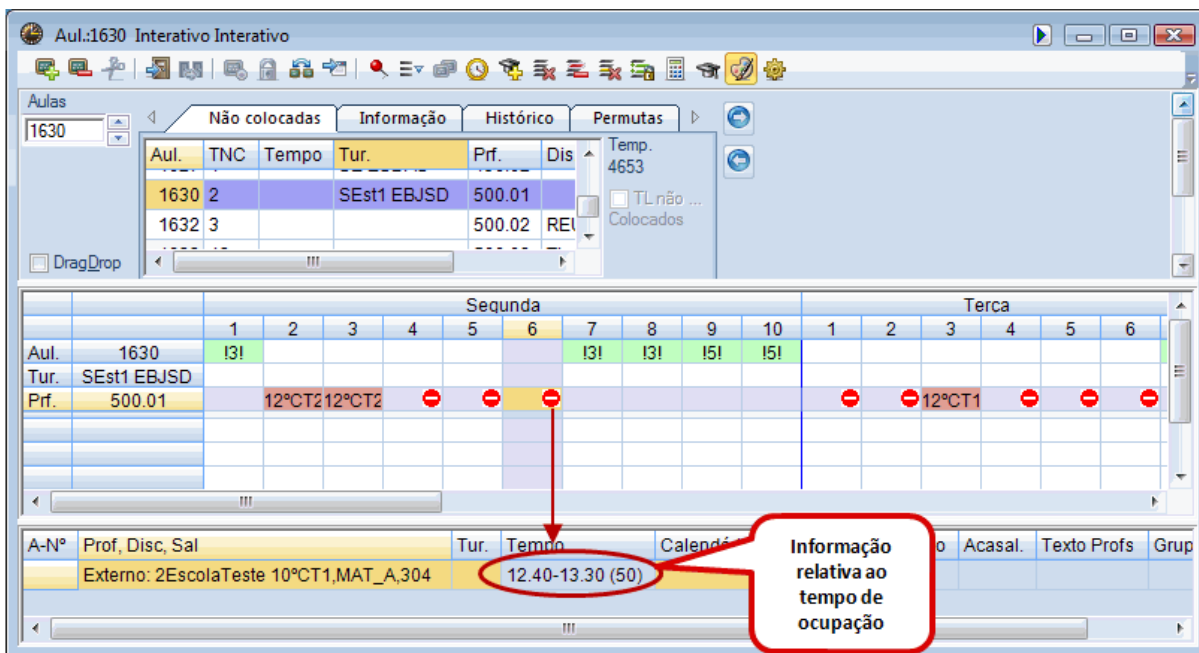 Aul.:1630 Interativo Interativo
Aulas
1630
Não colocadas Informação Histórico Permutas
Aul. TNC Tempo Tur. Prf. Dis
Temp.
4653
1630 2 SEst1 EBJSD 500.01
TL não ...
Colocados
1632 3 500.02 REU
DragDrop
Segunda Terca
1 2 3 4 5 6 7 8 9 10 1 2 3 4 5 6
Aul. 1630 !3! !3! !3! !5! !5!
Tur. SEst1 EBJSD
Prf. 500.01 12ºCT2 12ºCT2 12ºCT1
A-Nº Prof, Disc, Sal Tur. Tempo Calendá o Acasal. Texto Profs Grup
Externo: 2EscolaTeste 10ºCT1,MAT_A,304 12.40-13.30 (50)
Informação
relativa ao
tempo de
ocupação